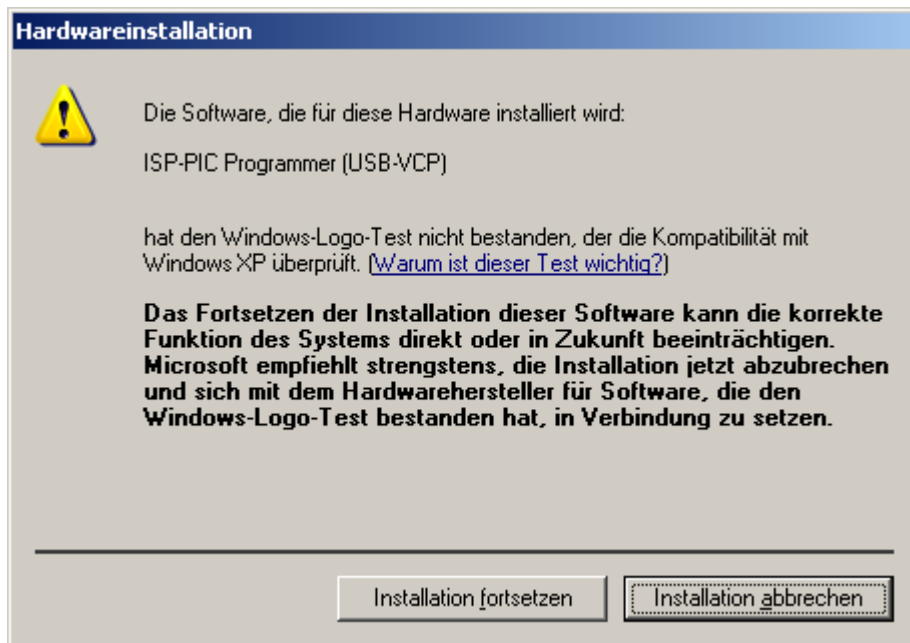 Hardwareinstallation
Die Software, die für diese Hardware installiert wird:
ISP-PIC Programmer (USB-VCP)
hat den Windows-Logo-Test nicht bestanden, der die Kompatibilität mit
Windows XP überprüft. (Warum ist dieser Test wichtig?)
Das Fortsetzen der Installation dieser Software kann die korrekte
Funktion des Systems direkt oder in Zukunft beeinträchtigen.
Microsoft empfiehlt strengstens, die Installation jetzt abzubrechen
und sich mit dem Hardwarehersteller für Software, die den
Windows-Logo-Test bestanden hat, in Verbindung zu setzen.
Installation fortsetzen
Installation abbrechen